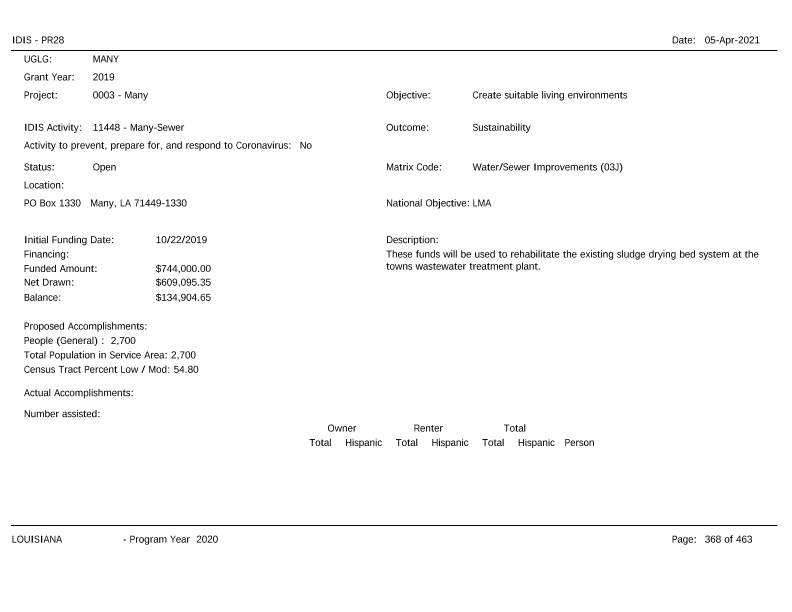 IDIS - PR28 Date: 05-Apr-2021
UGLG: MANY
Grant Year: 2019
Project: 0003 - Many Objective: Create suitable living environments
IDIS Activity: 11448 - Many-Sewer Outcome: Sustainability
Activity to prevent, prepare for, and respond to Coronavirus: No
Status: Open Matrix Code: Water/Sewer Improvements (03J)
Location:
PO Box 1330 Many, LA 71449-1330 National Objective: LMA
Initial Funding Date: 10/22/2019 Description:
Financing: These funds will be used to rehabilitate the existing sludge drying bed system at the
Funded Amount: $744,000.00 towns wastewater treatment plant.
Net Drawn: $609,095.35
Balance: $134,904.65
Proposed Accomplishments:
People (General) : 2,700
Total Population in Service Area: 2,700
Census Tract Percent Low / Mod: 54.80
Actual Accomplishments:
Number assisted:
Owner Renter Total
Total Hispanic Total Hispanic Total Hispanic Person
LOUISIANA - Program Year 2020 Page: 368 of 463